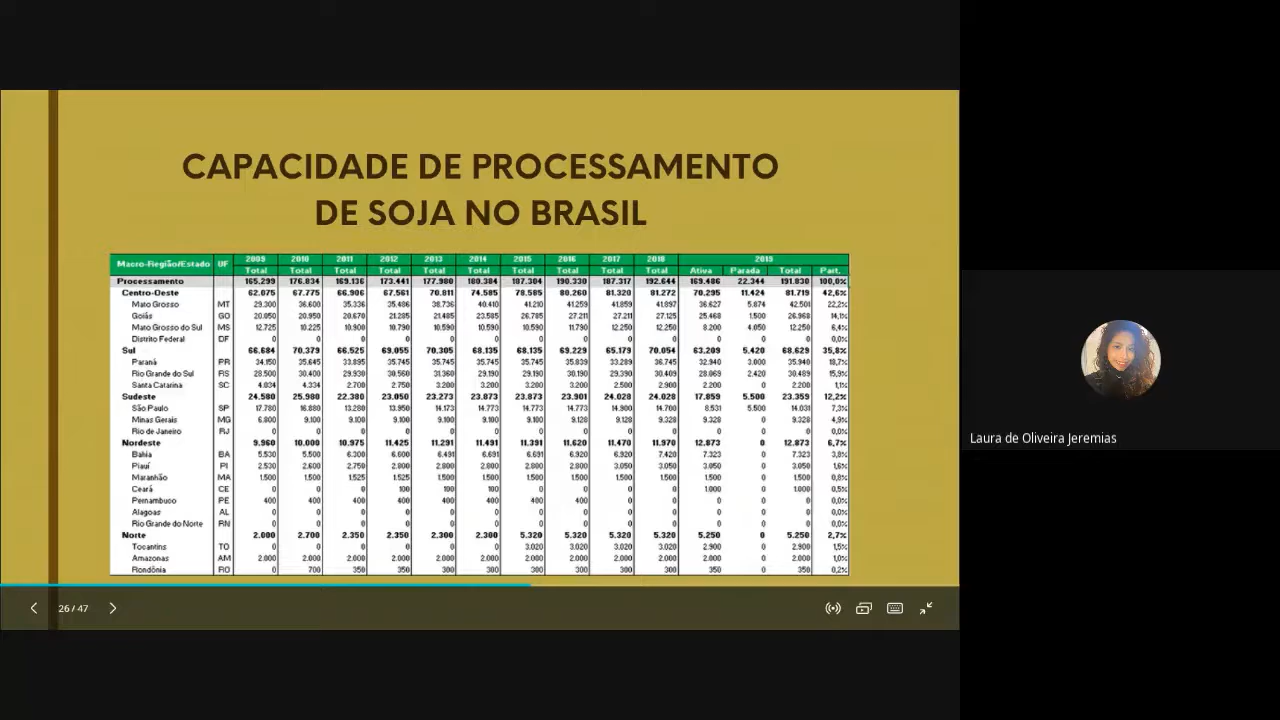 CAPACIDADE DE PROCESSAMENTO
DE SOJA NO BRASIL
Macro-Região/Estado UF 2009 2010 2011 2012 2013 2014 2015 2016 2017 2018 2019
Total Total Total Total Total Total Total Total Total Total Ativa Parada Total Part.
Processamento 165.299 176.834 169.136 173.441 177.980 180.384 187.384 190.330 187.317 192.644 169.486 22.344 191.830 100,0%
Centro-Oeste 62.075 67.775 66.906 67.561 70.811 74.585 78.585 80.260 81.320 81.272 70.295 11.424 81.719 42,6%
Mato Grosso MT 29.300 36.600 35.336 35.486 38.736 40.410 41.210 41.259 41.859 41.897 36.627 5.874 42.501 22,2%
Goiás GO 20.050 20.950 20.670 21.285 21.485 23.585 26.785 27.211 27.211 27.125 25.468 1.500 26.968 14,1%
Mato Grosso do Sul MS 12.725 10.225 10.900 10.790 10.590 10.590 10.590 11.790 12.250 12.250 8.200 4.050 12.250 6,4%
Distrito Federal DF 0 0 0 0 0 0 0 0 0 0 0 0 0 0,0%
Sul 66.684 70.379 66.525 69.055 70.305 68.135 68.135 69.229 65.179 70.054 63.209 5.420 68.629 35,8%
Paraná PR 34.150 35.645 33.895 35.745 35.745 35.745 35.745 35.839 33.289 36.745 32.940 3.000 35.940 18,7%
Rio Grande do Sul RS 28.500 30.400 29.930 30.560 31.360 29.190 29.190 30.190 29.390 30.409 28.069 2.420 30.489 15,9%
Santa Catarina SC 4.034 4.334 2.700 2.750 3.200 3.200 3.200 3.200 2.500 2.900 2.200 0 2.200 1,1%
Sudeste 24.580 25.980 22.380 23.050 23.273 23.873 23.873 23.901 24.028 24.028 17.859 5.500 23.359 12,2%
São Paulo SP 17.780 16.880 13.280 13.950 14.173 14.773 14.773 14.773 14.900 14.700 8.531 5.500 14.031 7,3%
Minas Gerais MG 6.800 9.100 9.100 9.100 9.100 9.100 9.100 9.128 9.128 9.328 9.328 0 9.328 4,9%
Rio de Janeiro RJ 0 0 0 0 0 0 0 0 0 0 0 0 0 0,0%
Nordeste 9.960 10.000 10.975 11.425 11.291 11.491 11.391 11.620 11.470 11.970 12.873 0 12.873 6,7%
Bahia BA 5.530 5.500 6.300 6.600 6.491 6.691 6.691 6.920 6.920 7.420 7.323 0 7.323 3,8%
Piauí PI 2.530 2.600 2.750 2.800 2.800 2.800 2.800 2.800 3.050 3.050 3.050 0 3.050 1,6%
Maranhão MA 1.500 1.500 1.525 1.525 1.500 1.500 1.500 1.500 1.500 1.500 1.500 0 1.500 0,8%
Ceará CE 0 0 0 100 100 100 0 0 0 0 1.000 0 1.000 0,5%
Pernambuco PE 400 400 400 400 400 400 400 400 0 0 0 0 0 0,0%
Alagoas AL 0 0 0 0 0 0 0 0 0 0 0 0 0 0,0%
Rio Grande do Norte RN 0 0 0 0 0 0 0 0 0 0 0 0 0 0,0%
Norte 2.000 2.700 2.350 2.350 2.300 2.300 5.320 5.320 5.320 5.320 5.250 0 5.250 2,7%
Tocantins TO 0 0 0 0 0 0 3.020 3.020 3.020 3.020 2.900 0 2.900 1,5%
Amazonas AM 2.000 2.000 2.000 2.000 2.000 2.000 2.000 2.000 2.000 2.000 2.000 0 2.000 1,0%
Rondônia RO 0 700 350 350 300 300 300 300 300 300 350 0 350 0,2%
26 / 47
Laura de Oliveira Jeremias